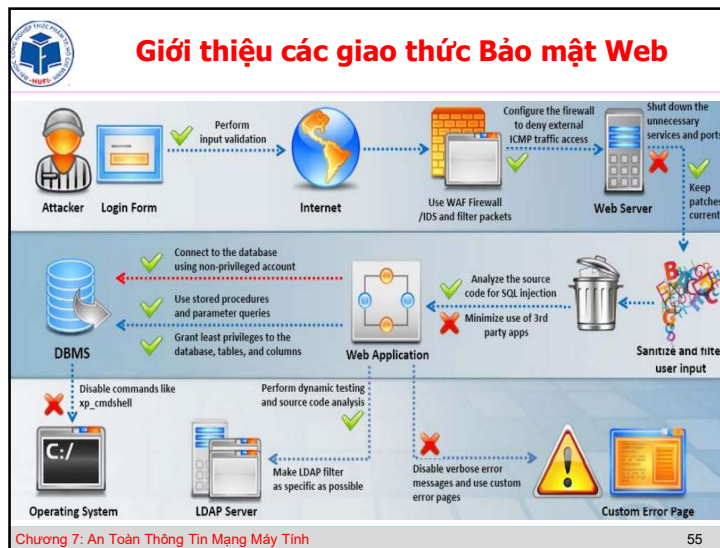 Giới thiệu các giao thức Bảo mật Web
HUFI
Attacker
Login Form
Perform
input validation
Internet
Use WAF Firewall
/IDS and filter packets
Configure the firewall
to deny external
ICMP traffic access
Web Server
Shut down the
unnecessary
services and ports
Keep
patches
current
DBMS
Connect to the database
using non-privileged account
Use stored procedures
and parameter queries
Grant least privileges to the
database, tables, and columns
Web Application
Analyze the source
code for SQL injection
Minimize use of 3rd
party apps
Sanitize and filter
user input
Disable commands like
xp_cmdshell
C:/
Operating System
LDAP Server
Perform dynamic testing
and source code analysis
Make LDAP filter
as specific as possible
Disable verbose error
messages and use custom
error pages
Custom Error Page
Chương 7: An Toàn Thông Tin Mạng Máy Tính
55